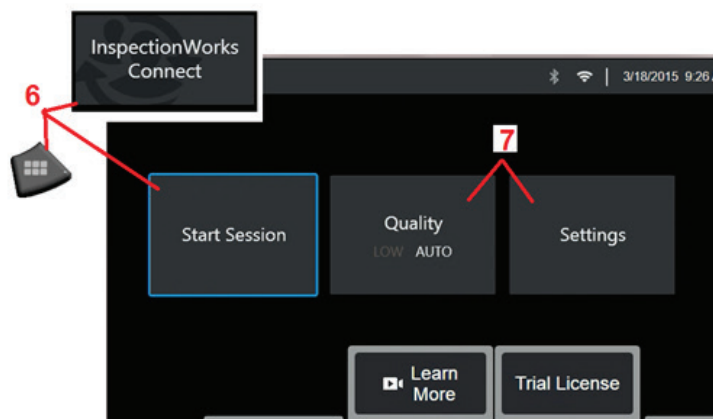 InspectionWorks
Connect
6
3/18/2015 9:26
7
Start Session
Quality
LOW AUTO
Settings
Learn
More
Trial License